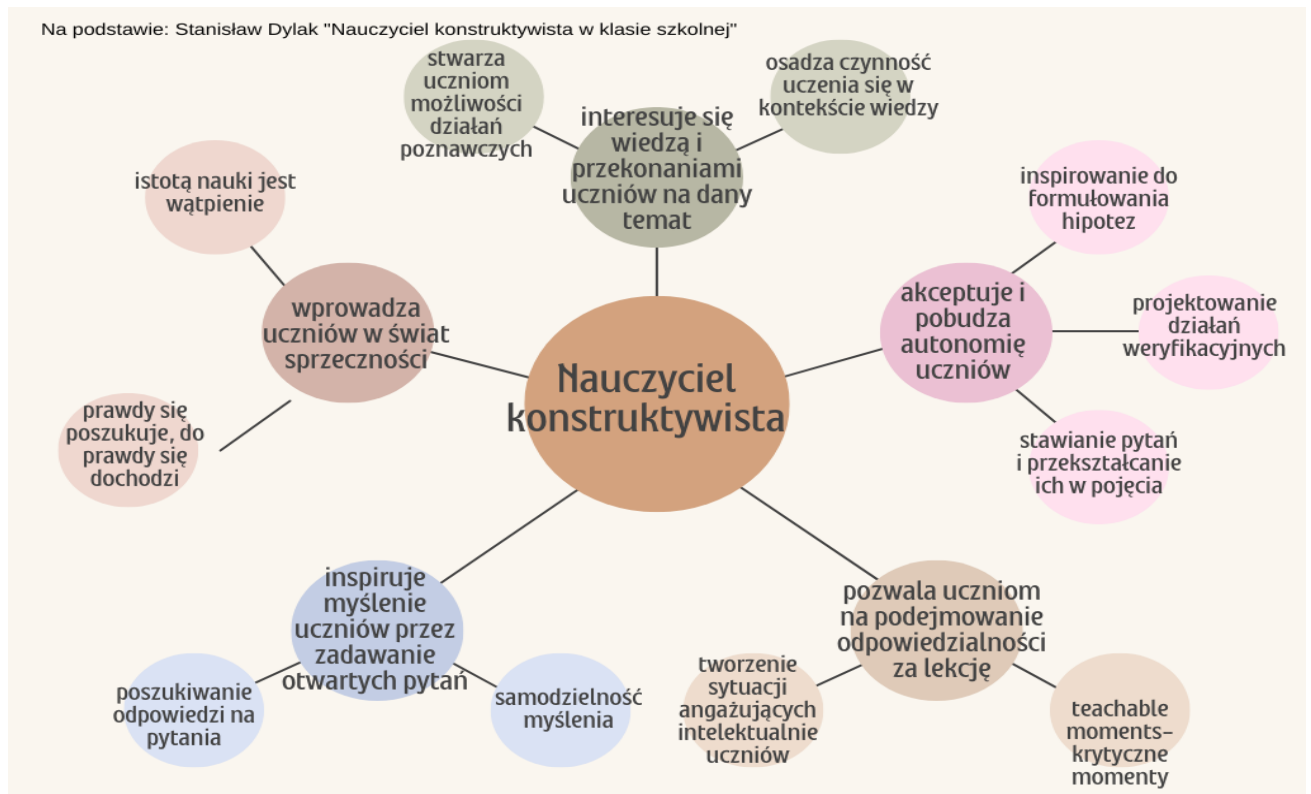 Na podstawie: Stanisław Dylak "Nauczyciel konstruktywista w klasie szkolnej"
stwarza
uczniom
możliwości
działań
poznawczych
interesuje się
wiedzą i
przekonaniami
uczniów na dany
temat
osadza czynność
uczenia się w
kontekście wiedzy
istotą nauki jest
wątpienie
wprowadza
uczniów w świat
sprzeczności
prawdy się
poszukuje, do
prawdy się
dochodzi
Nauczyciel
konstruktywista
akceptuje i
pobudza
autonomię
uczniów
inspirowanie do
formułowania
hipotez
projektowanie
działań
weryfikacyjnych
stawianie pytań
i przekształcanie
ich w pojęcia
inspiruje
myślenie
uczniów przez
zadawanie
otwartych pytań
poszukiwanie
odpowiedzi na
pytania
samodzielność
myślenia
pozwala uczniom
na podejmowanie
odpowiedzialności
za lekcję
tworzenie
sytuacji
angażujących
intelektualnie
uczniów
teachable
moments-
krytyczne
momenty